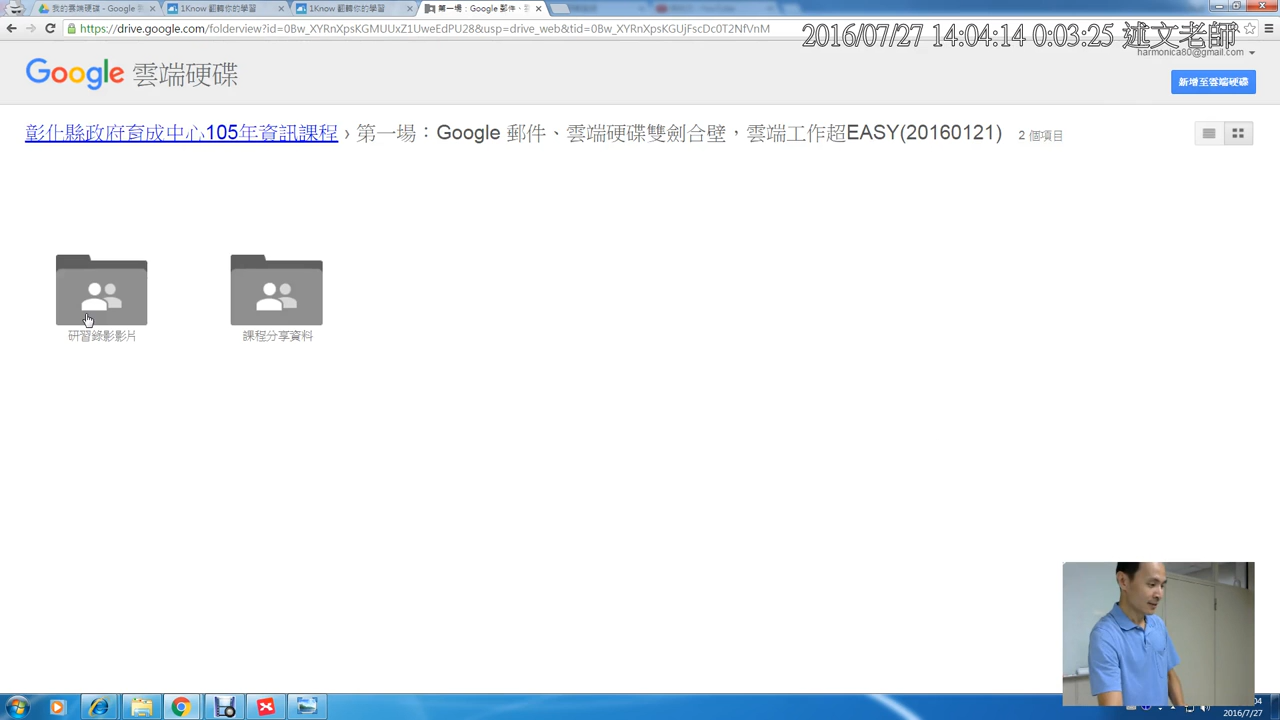 我的雲端硬碟 - Google
1Know 翻轉你的學習
1Know 翻轉你的學習
第一場：Google 郵件、
https://drive.google.com/folderview?id=0Bw_XYRnXpsKGMUUxZ1UweEdPU28&usp=drive_web&tid=0Bw_XYRnXpsKGUjFscDc0T2NfVnM
2016/07/27 14:04:14 0:03:25 述文老師
harmonica80@gmail.com
Google 雲端硬碟
新增至雲端硬碟
彰化縣政府育成中心105年資訊課程 › 第一場：Google 郵件、雲端硬碟雙劍合壁，雲端工作超EASY(20160121) 2 個項目
研習錄影影片
課程分享資料
2016/7/27